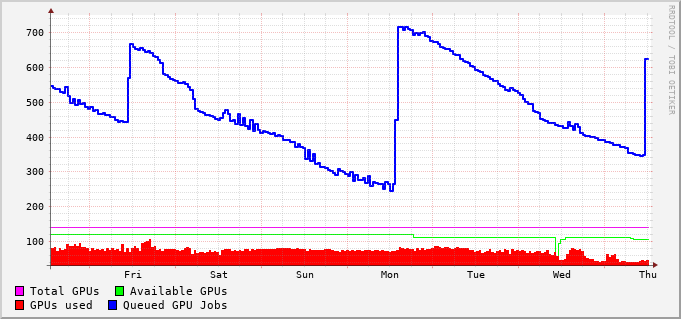 RRDTOOL / TOBI OETIKER
700
600
500
400
300
200
100
Fri Sat Sun Mon Tue Wed Thu
Total GPUs Available GPUs
GPUs used Queued GPU Jobs